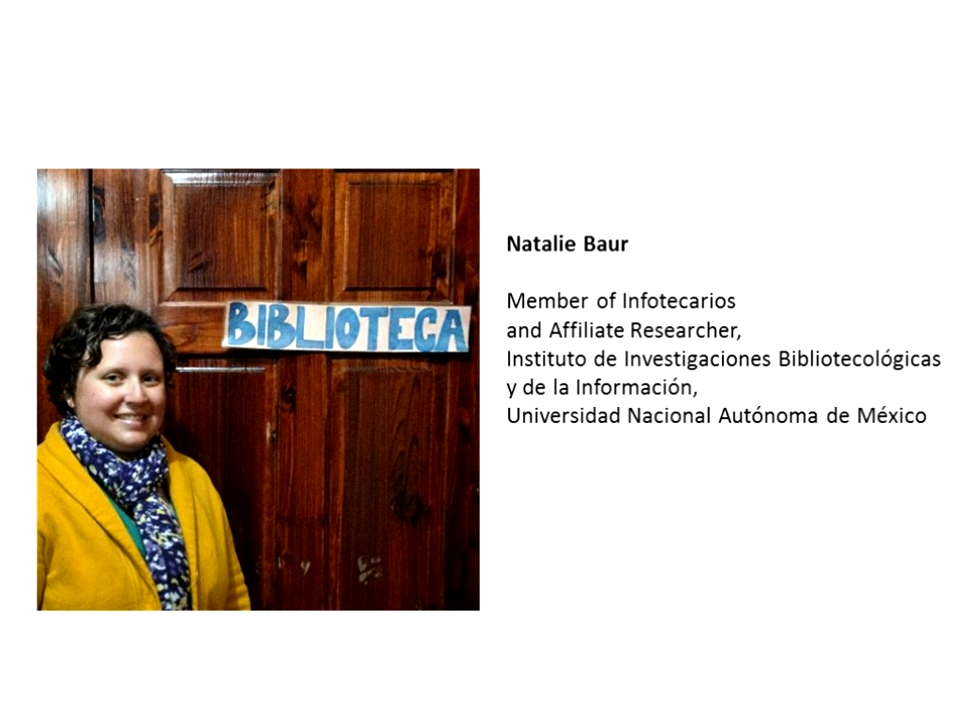 BIBLIOTECA
Natalie Baur
Member of Infotecarios
and Affiliate Researcher,
Instituto de Investigaciones Bibliotecológicas
y de la Información,
Universidad Nacional Autónoma de México